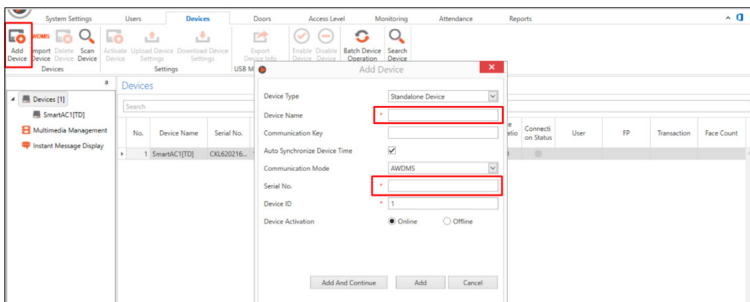 System Settings Users Devices Doors Access Level Monitoring Attendance Reports
Add Device Import Device Delete Device Scan Device Activate Device Upload Device Settings Download Device Settings Export Device Info Enable Device Disable Device Batch Device Operation Search Device
Devices Settings USB M
Add Device
Devices
Devices [1]
SmartAC1[TD]
Multimedia Management
Instant Message Display
Search
No. Device Name Serial No. Connecti on Status User FP Transaction Face Count
1 SmartAC1[TD] CKL620216...
Device Type Standalone Device
Device Name *
Communication Key
Auto Synchronize Device Time
Communication Mode AWDMS
Serial No. *
Device ID * 1
Device Activation Online Offline
Add And Continue Add Cancel